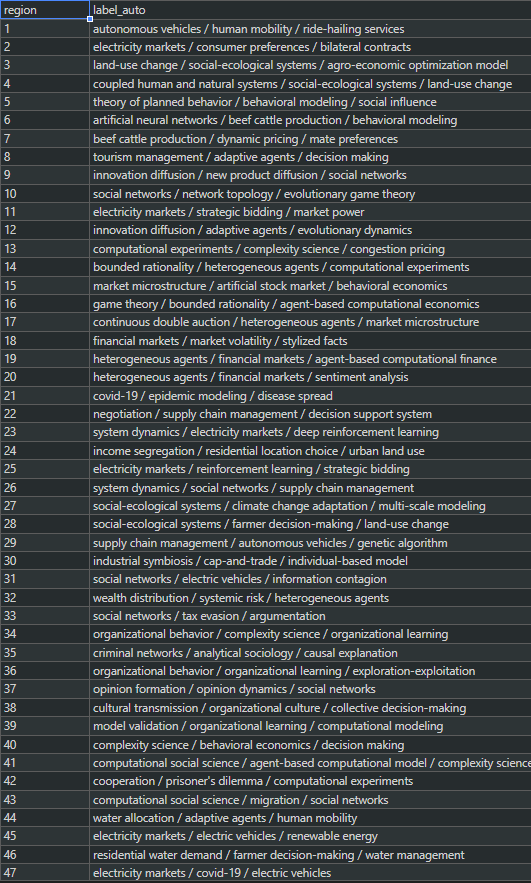 region label_auto
1 autonomous vehicles / human mobility / ride-hailing services
2 electricity markets / consumer preferences / bilateral contracts
3 land-use change / social-ecological systems / agro-economic optimization model
4 coupled human and natural systems / social-ecological systems / land-use change
5 theory of planned behavior / behavioral modeling / social influence
6 artificial neural networks / beef cattle production / behavioral modeling
7 beef cattle production / dynamic pricing / mate preferences
8 tourism management / adaptive agents / decision making
9 innovation diffusion / new product diffusion / social networks
10 social networks / network topology / evolutionary game theory
11 electricity markets / strategic bidding / market power
12 innovation diffusion / adaptive agents / evolutionary dynamics
13 computational experiments / complexity science / congestion pricing
14 bounded rationality / heterogeneous agents / computational experiments
15 market microstructure / artificial stock market / behavioral economics
16 game theory / bounded rationality / agent-based computational economics
17 continuous double auction / heterogeneous agents / market microstructure
18 financial markets / market volatility / stylized facts
19 heterogeneous agents / financial markets / agent-based computational finance
20 heterogeneous agents / financial markets / sentiment analysis
21 covid-19 / epidemic modeling / disease spread
22 negotiation / supply chain management / decision support system
23 system dynamics / electricity markets / deep reinforcement learning
24 income segregation / residential location choice / urban land use
25 electricity markets / reinforcement learning / strategic bidding
26 system dynamics / social networks / supply chain management
27 social-ecological systems / climate change adaptation / multi-scale modeling
28 social-ecological systems / farmer decision-making / land-use change
29 supply chain management / autonomous vehicles / genetic algorithm
30 industrial symbiosis / cap-and-trade / individual-based model
31 social networks / electric vehicles / information contagion
32 wealth distribution / systemic risk / heterogeneous agents
33 social networks / tax evasion / argumentation
34 organizational behavior / complexity science / organizational learning
35 criminal networks / analytical sociology / causal explanation
36 organizational behavior / organizational learning / exploration-exploitation
37 opinion formation / opinion dynamics / social networks
38 cultural transmission / organizational culture / collective decision-making
39 model validation / organizational learning / computational modeling
40 complexity science / behavioral economics / decision making
41 computational social science / agent-based computational model / complexity science
42 cooperation / prisoner's dilemma / computational experiments
43 computational social science / migration / social networks
44 water allocation / adaptive agents / human mobility
45 electricity markets / electric vehicles / renewable energy
46 residential water demand / farmer decision-making / water management
47 electricity markets / covid-19 / electric vehicles